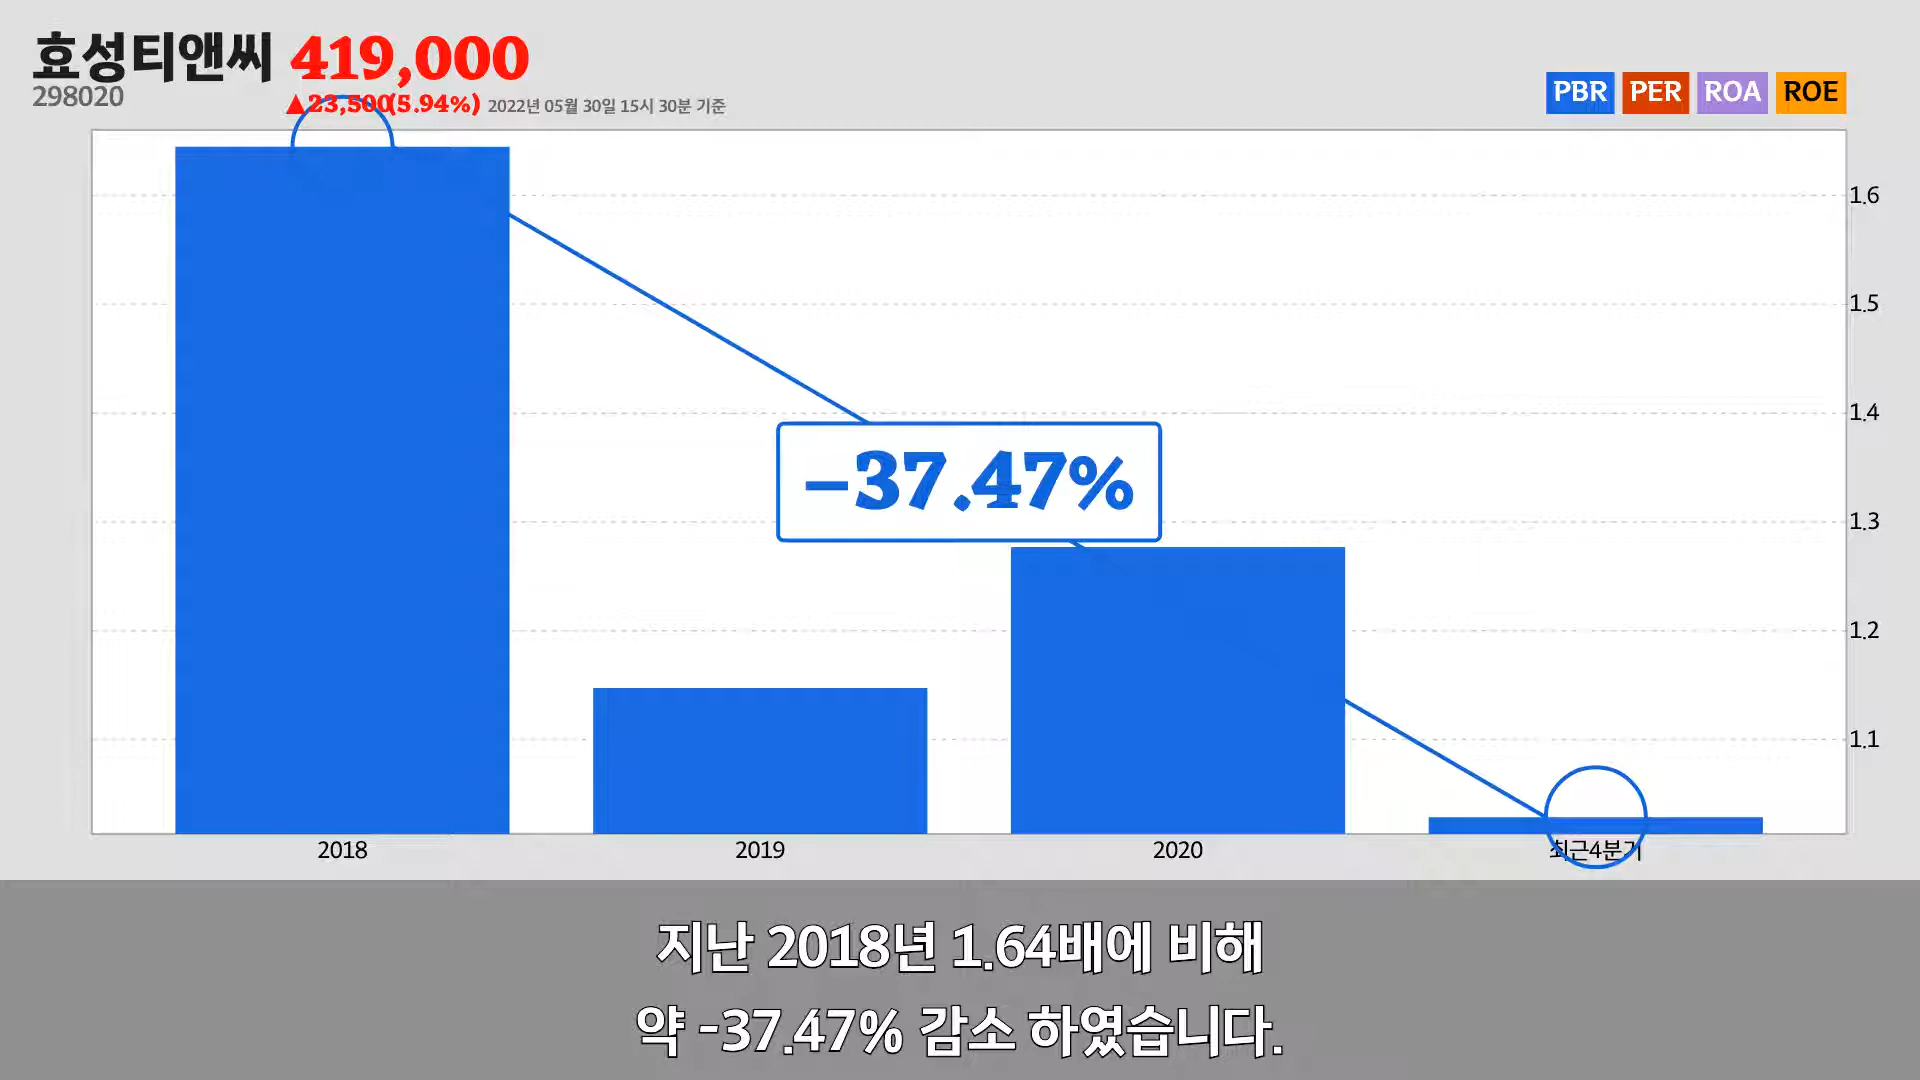 효성티앤씨 419,000
298020
▲23,500(5.94%) 2022년 05월 30일 15시 30분 기준
PBR PER ROA ROE
1.6
1.5
1.4
-37.47%
1.3
1.2
1.1
2018 2019 2020 최근4분기
지난 2018년 1.64배에 비해
약 -37.47% 감소 하였습니다.